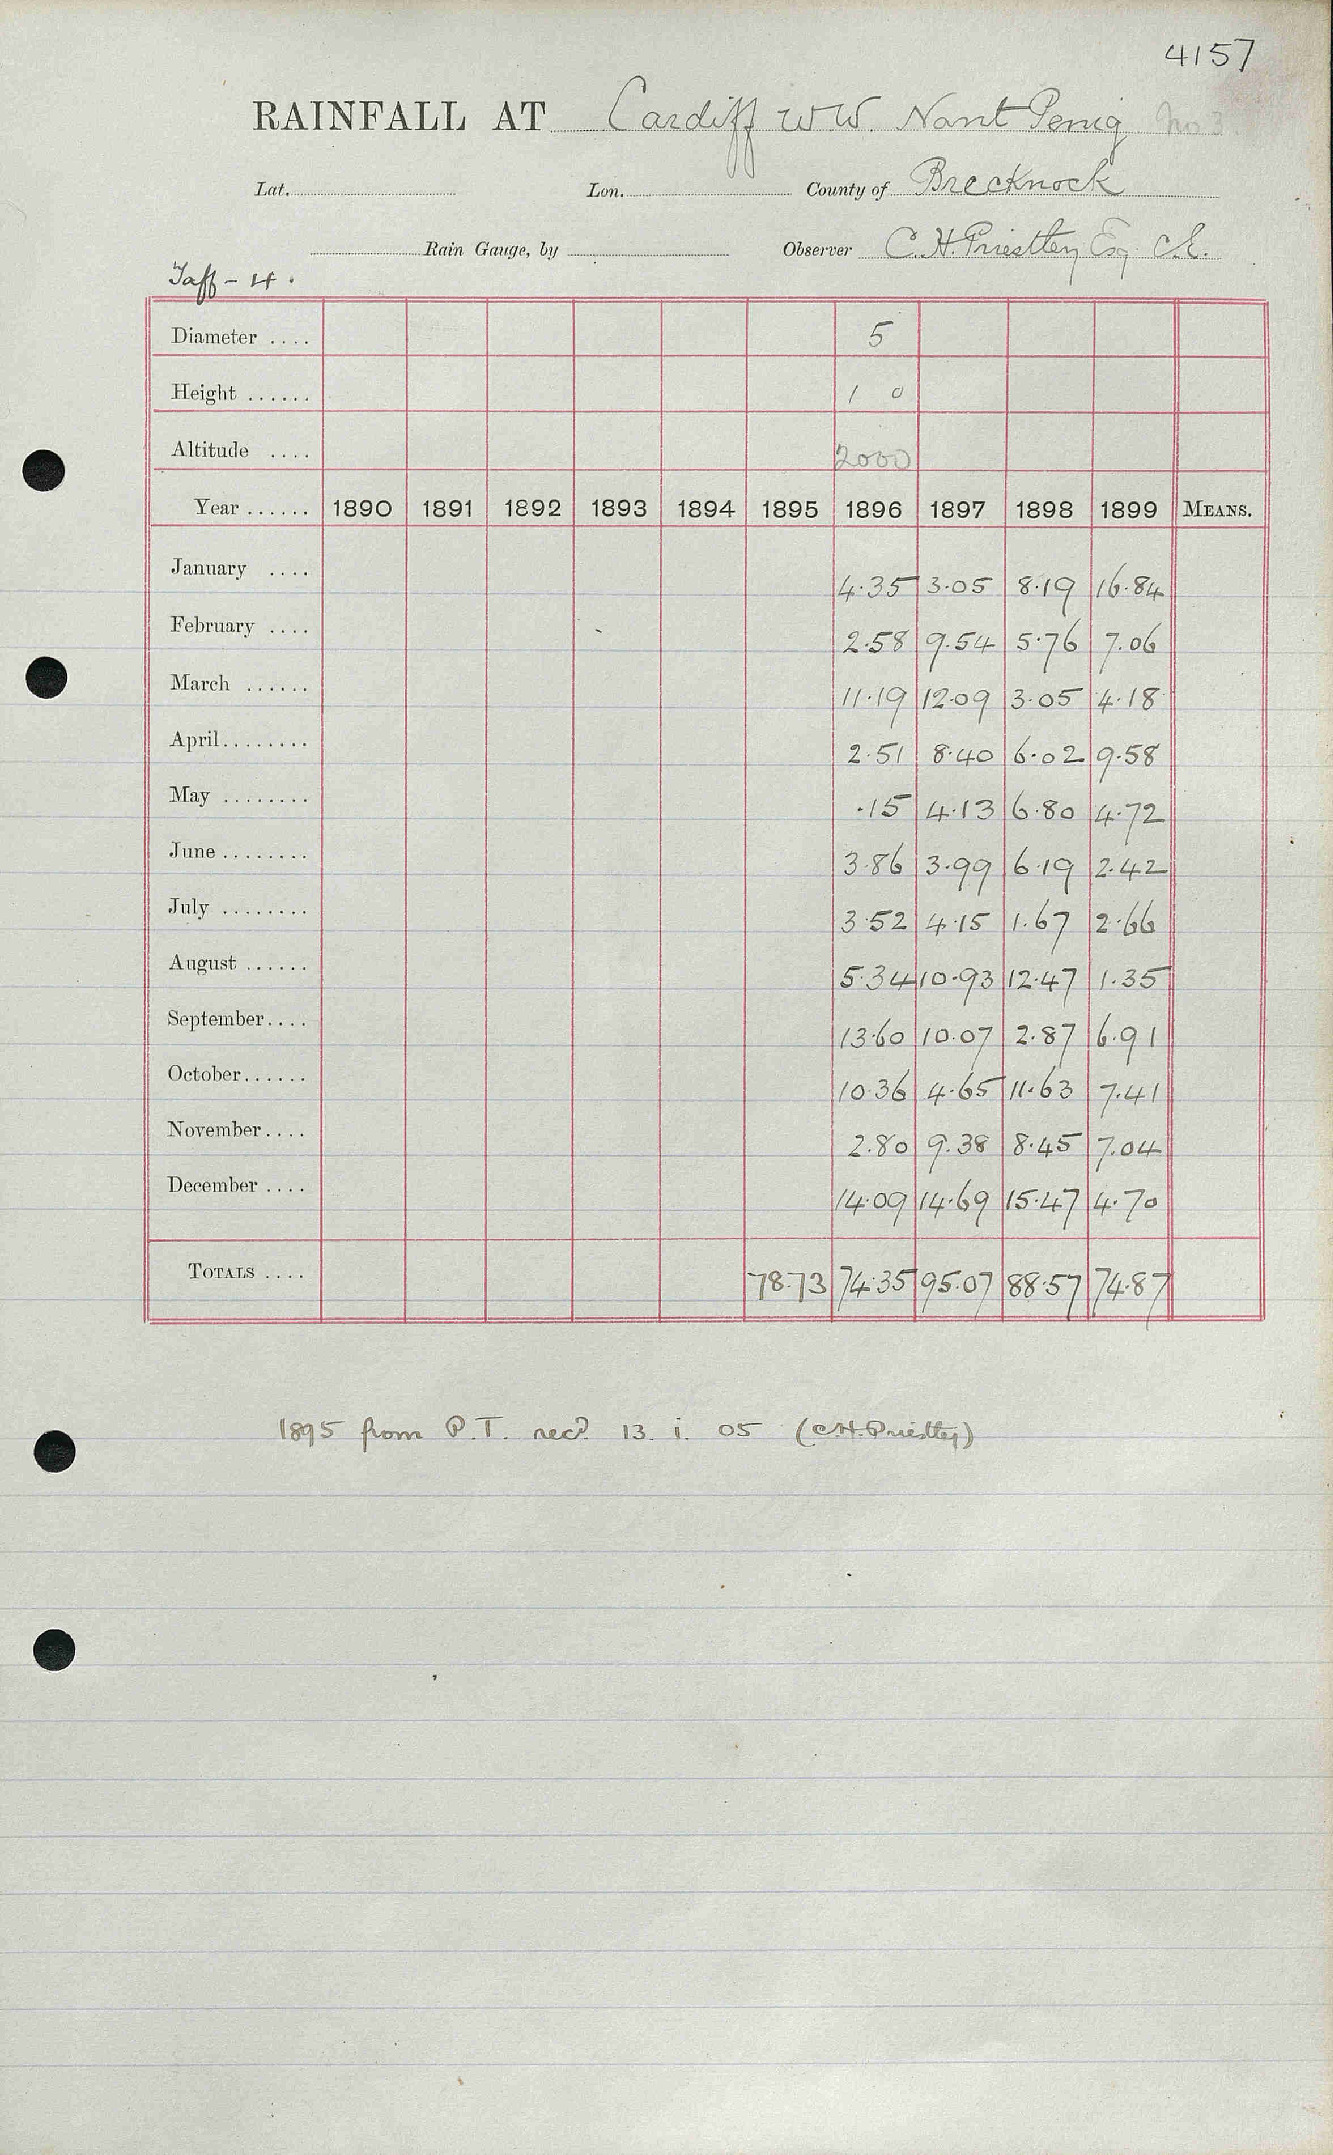 4157
RAINFALL AT Cardiff W.W. Nant Penig No 3.
Lat. Lon. County of Brecknock
Rain Gauge, by Observer C.H. Priestley Esq C.E.
Taff - 4.
Diameter .... 5
Height ...... 1 0
Altitude .... 2000
Year ...... 1890 1891 1892 1893 1894 1895 1896 1897 1898 1899 MEANS.
January .... 4.35 3.05 8.19 16.84
February .... 2.58 9.54 5.76 7.06
March ...... 11.19 12.09 3.05 4.18
April........ 2.51 8.40 6.02 9.58
May ........ .15 4.13 6.80 4.72
June ........ 3.86 3.99 6.19 2.42
July ........ 3.52 4.15 1.67 2.66
August ...... 5.34 10.93 12.47 1.35
September.... 13.60 10.07 2.87 6.91
October...... 10.36 4.65 11.63 7.41
November.... 2.80 9.38 8.45 7.04
December .... 14.09 14.69 15.47 4.70
TOTALS .... 78.73 74.35 95.07 88.57 74.87
1895 from P.T. recd. 13. i. 05 (C.H. Priestley)